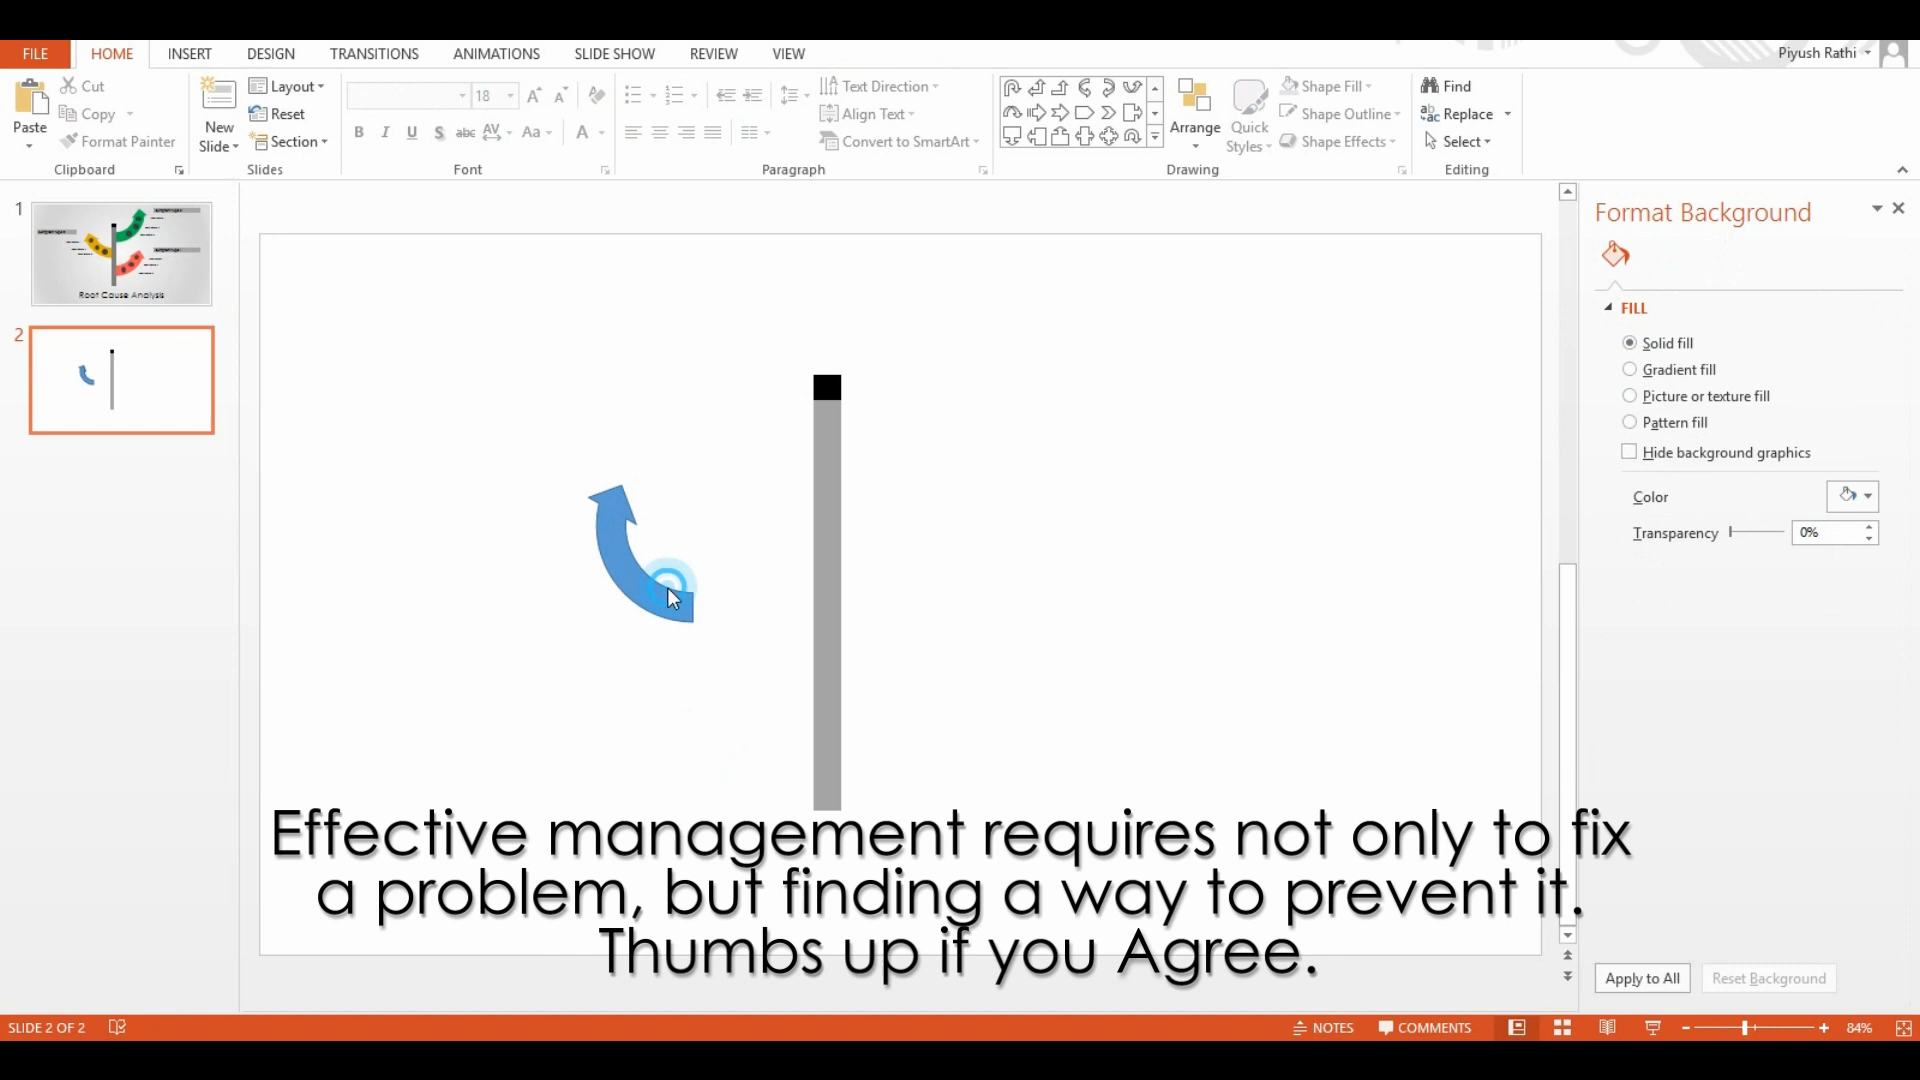 FILE HOME INSERT DESIGN TRANSITIONS ANIMATIONS SLIDE SHOW REVIEW VIEW Piyush Rathi
Cut Layout 18 Text Direction Shape Fill Find
Copy Reset Align Text Shape Outline Replace
Paste New Slide Arrange Quick Styles
Format Painter Section B I U S abc AV Aa A Convert to SmartArt Shape Effects Select
Clipboard Slides Font Paragraph Drawing Editing
1
Root Cause Analysis
2
Format Background
FILL
Solid fill
Gradient fill
Picture or texture fill
Pattern fill
Hide background graphics
Color
Transparency 0%
Effective management requires not only to fix
a problem, but finding a way to prevent it.
Thumbs up if you Agree.
Apply to All Reset Background
SLIDE 2 OF 2 NOTES COMMENTS 84%